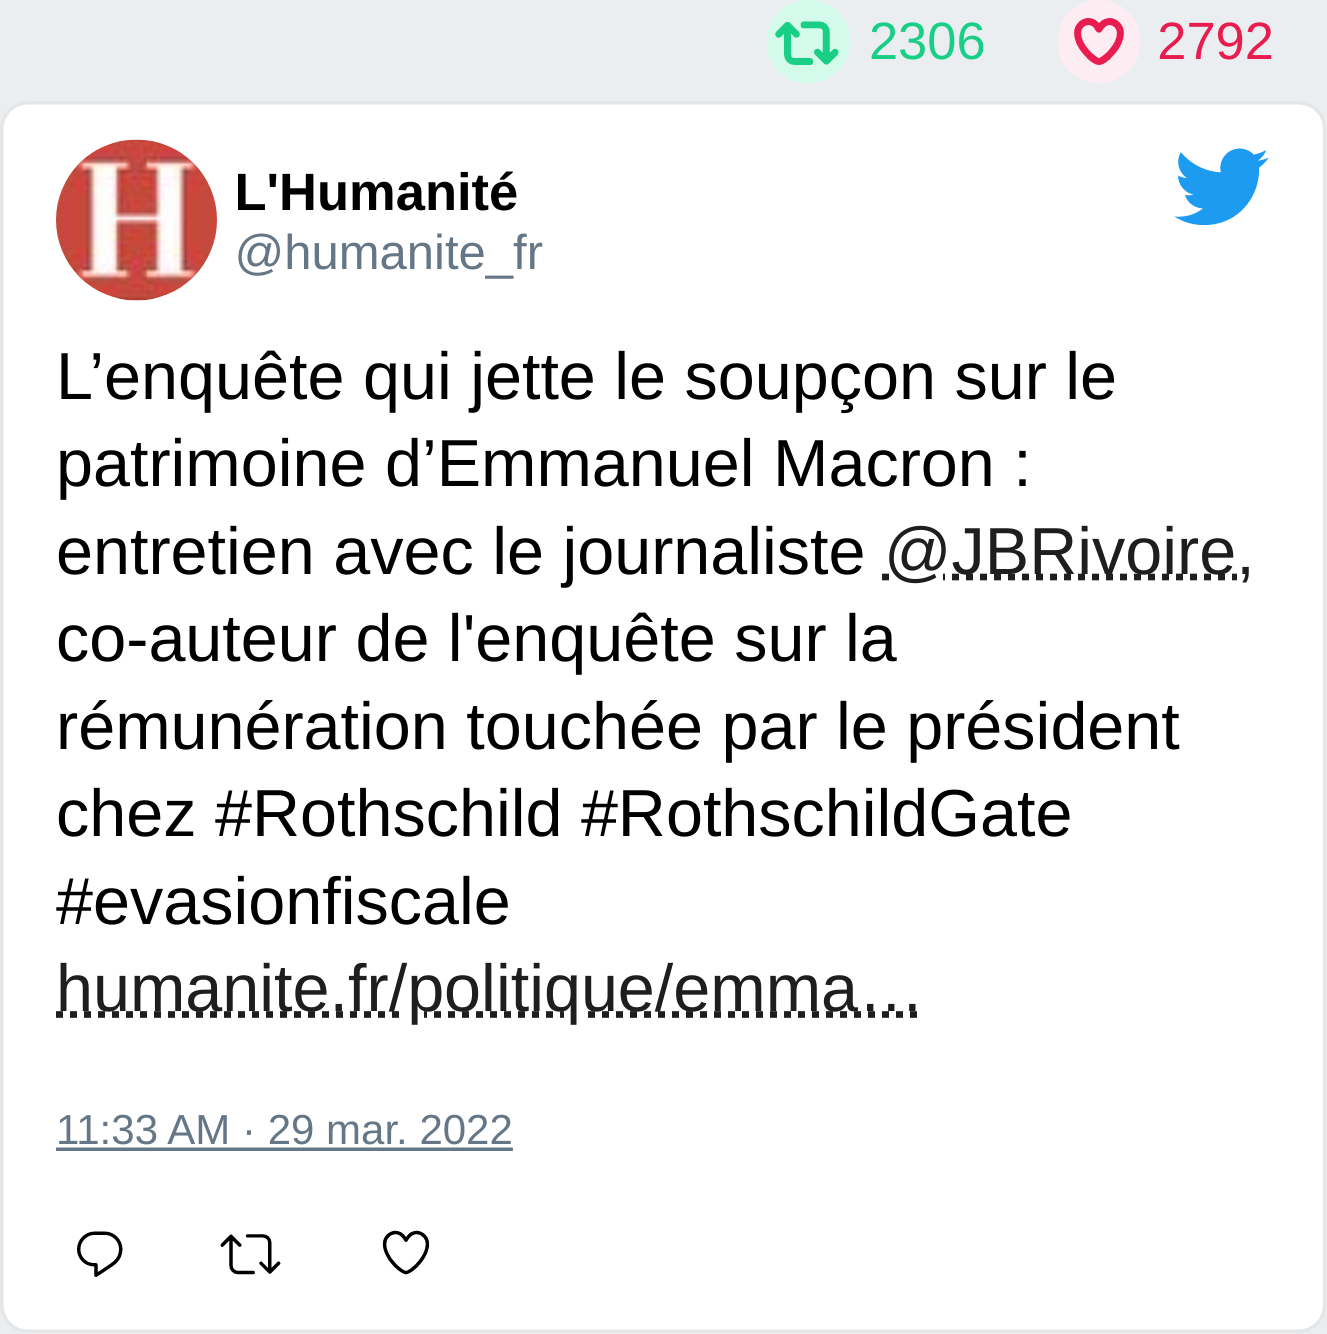 2306 2792
H
L'Humanité
@humanite_fr
L’enquête qui jette le soupçon sur le
patrimoine d’Emmanuel Macron :
entretien avec le journaliste @JBRivoire,
co-auteur de l'enquête sur la
rémunération touchée par le président
chez #Rothschild #RothschildGate
#evasionfiscale
humanite.fr/politique/emma…
11:33 AM · 29 mar. 2022